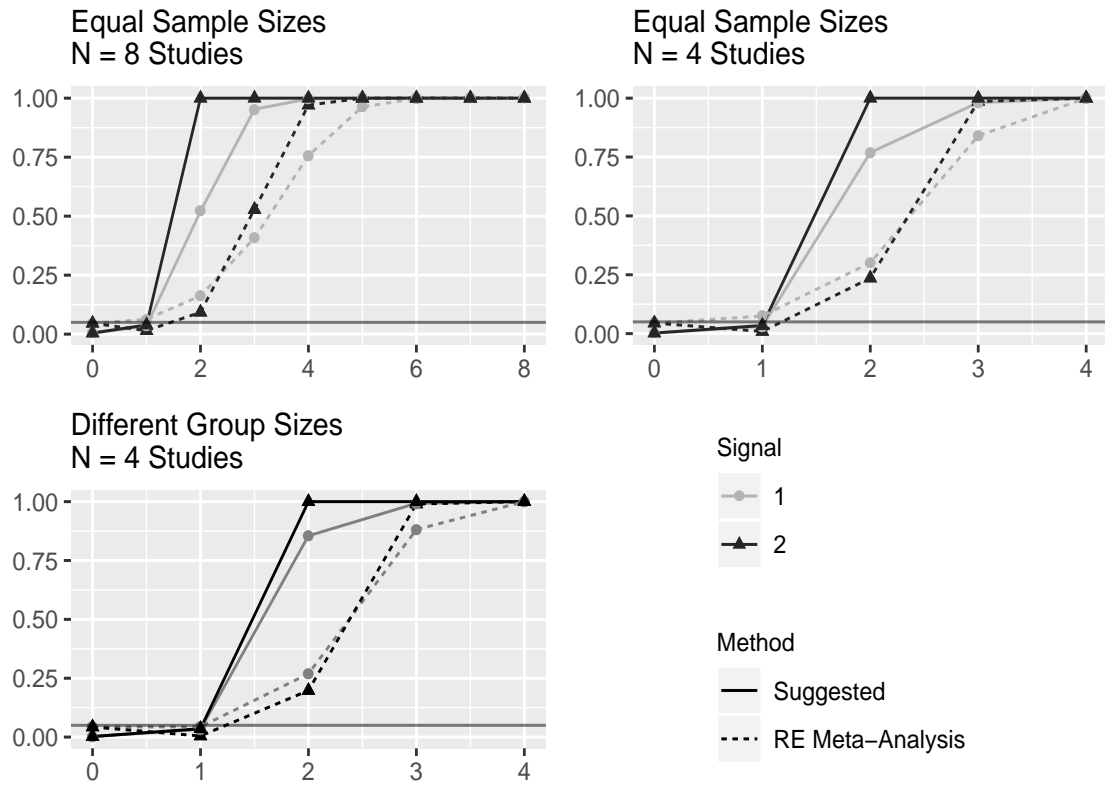 Equal Sample Sizes
N = 8 Studies
1.00
0.75
0.50
0.25
0.00
0 2 4 6 8
Equal Sample Sizes
N = 4 Studies
1.00
0.75
0.50
0.25
0.00
0 1 2 3 4
Different Group Sizes
N = 4 Studies
1.00
0.75
0.50
0.25
0.00
0 1 2 3 4
Signal
1
2
Method
Suggested
RE Meta−Analysis